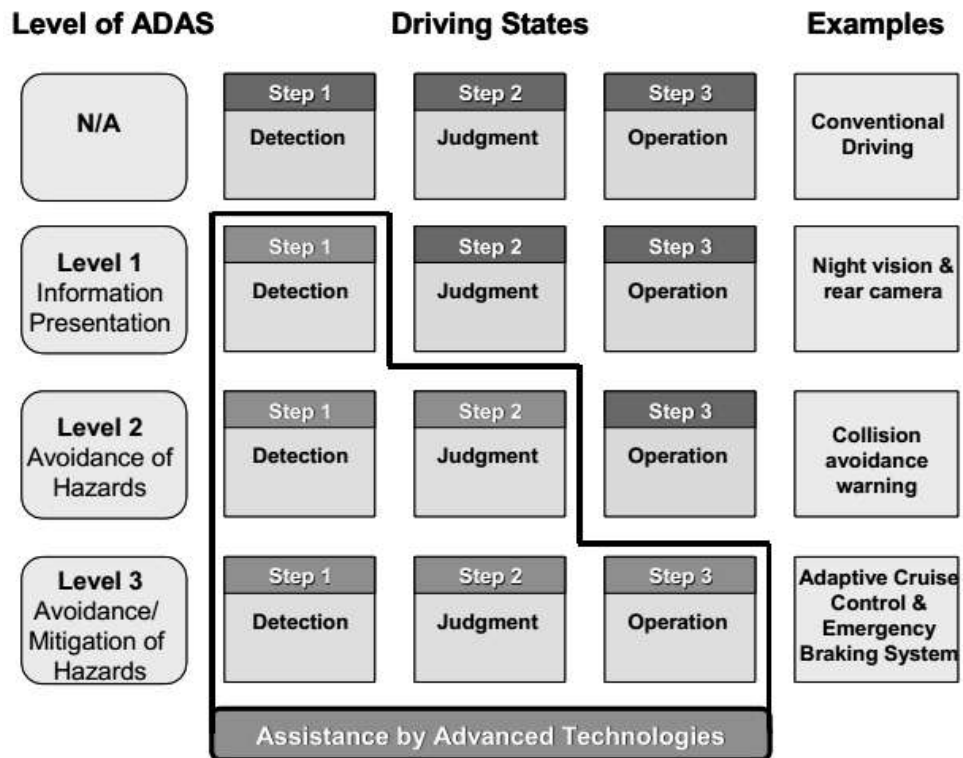 Level of ADAS
Driving States
Examples
N/A
Step 1
Detection
Step 2
Judgment
Step 3
Operation
Conventional
Driving
Level 1
Information
Presentation
Step 1
Detection
Step 2
Judgment
Step 3
Operation
Night vision &
rear camera
Level 2
Avoidance of
Hazards
Step 1
Detection
Step 2
Judgment
Step 3
Operation
Collision
avoidance
warning
Level 3
Avoidance/
Mitigation of
Hazards
Step 1
Detection
Step 2
Judgment
Step 3
Operation
Adaptive Cruise
Control &
Emergency
Braking System
Assistance by Advanced Technologies